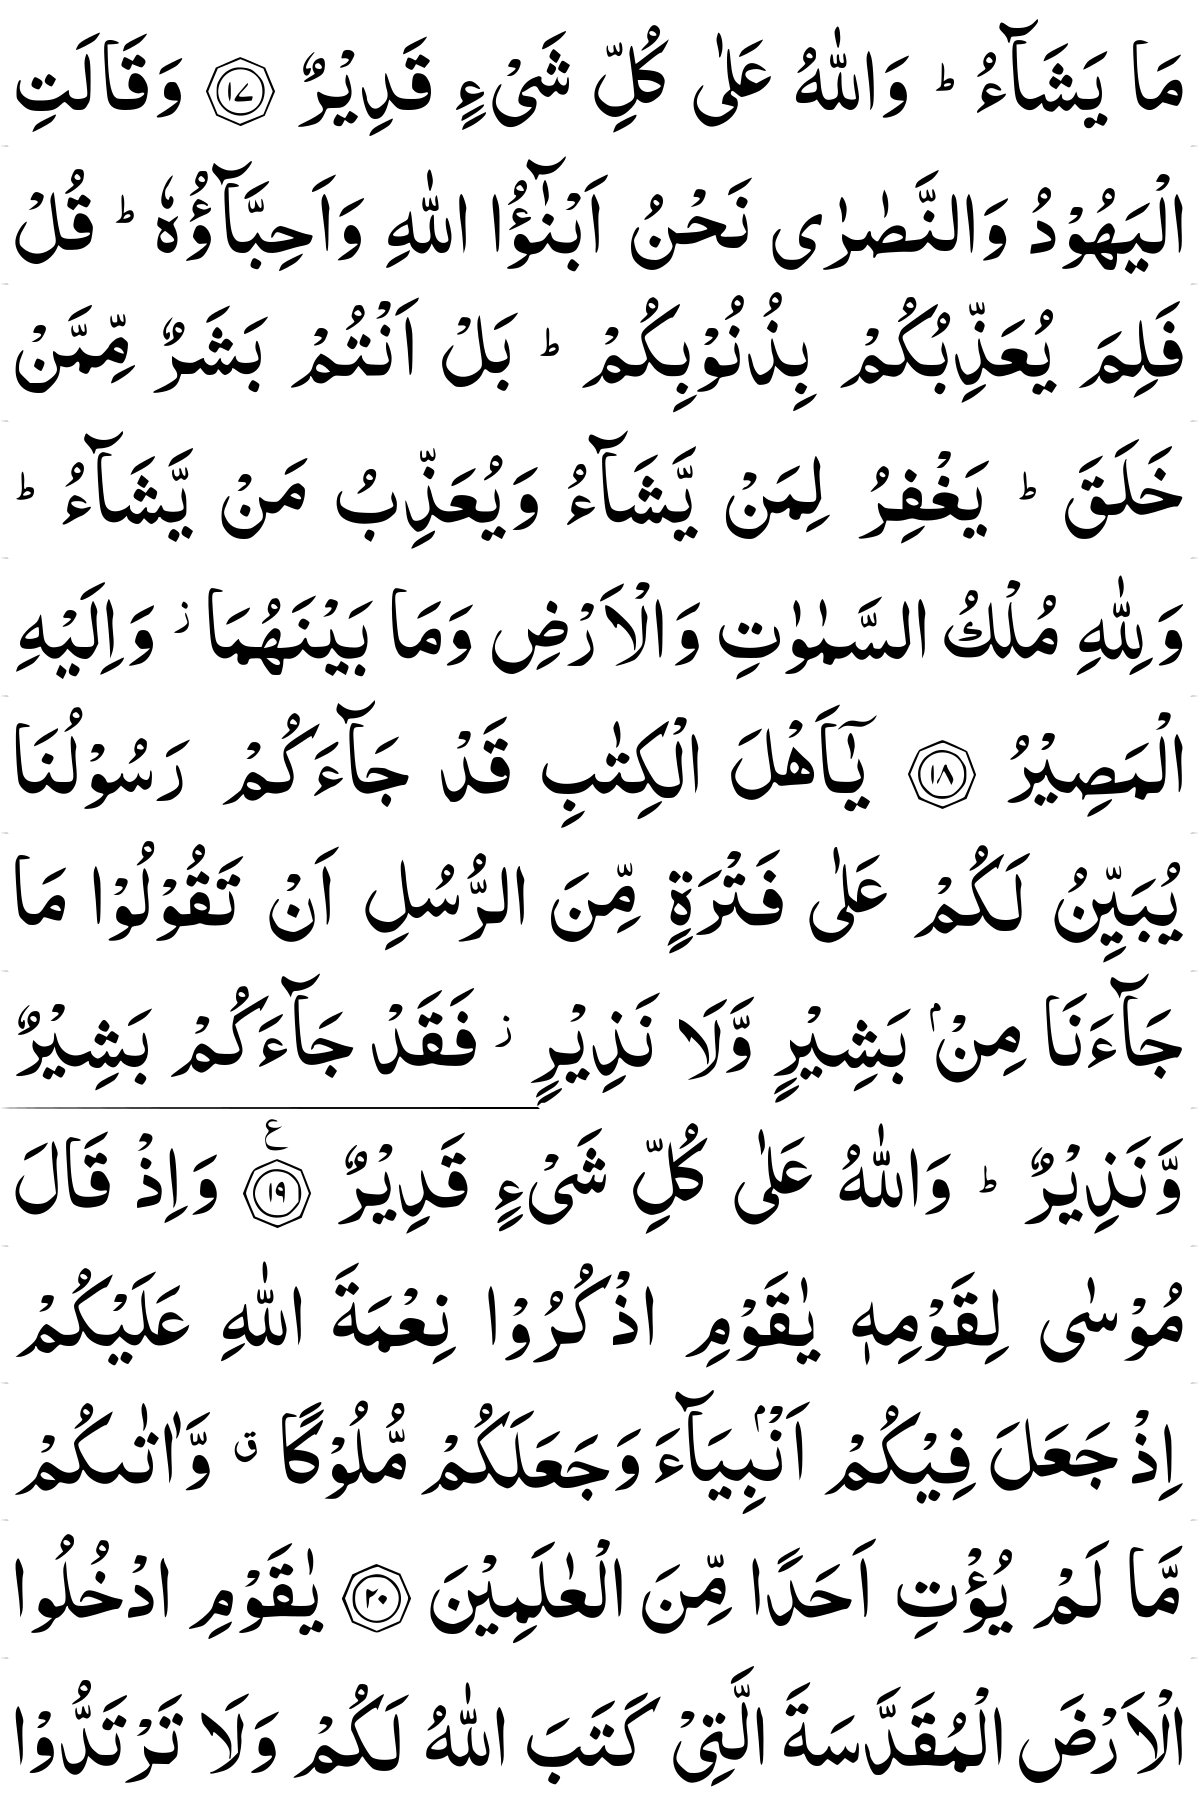 مَا يَشَآءُ ؕ وَاللّٰهُ عَلٰى كُلِّ شَىْءٍ قَدِيْرٌ ‏﴿۱۷﴾‏ وَقَالَتِ
الْيَهُوْدُ وَالنَّصٰرٰى نَحْنُ اَبْنٰٓؤُا اللّٰهِ وَاَحِبَّآؤُهٗ ؕ قُلْ
فَلِمَ يُعَذِّبُكُمْ بِذُنُوْبِكُمْ ؕ بَلْ اَنْتُمْ بَشَرٌ مِّمَّنْ
خَلَقَ ؕ يَغْفِرُ لِمَنْ يَّشَآءُ وَيُعَذِّبُ مَنْ يَّشَآءُ ؕ
وَلِلّٰهِ مُلْكُ السَّمٰوٰتِ وَالْاَرْضِ وَمَا بَيْنَهُمَا ز وَاِلَيْهِ
الْمَصِيْرُ ‏﴿۱۸﴾‏ يٰۤـاَهْلَ الْكِتٰبِ قَدْ جَآءَكُمْ رَسُوْلُنَا
يُبَيِّنُ لَكُمْ عَلٰى فَتْرَةٍ مِّنَ الرُّسُلِ اَنْ تَقُوْلُوْا مَا
جَآءَنَا مِنْۢ بَشِيْرٍ وَّلَا نَذِيْرٍ ز فَقَدْ جَآءَكُمْ بَشِيْرٌ
وَّنَذِيْرٌ ؕ وَاللّٰهُ عَلٰى كُلِّ شَىْءٍ قَدِيْرٌ ‏﴿۱۹﴾‏ ع وَاِذْ قَالَ
مُوْسٰى لِقَوْمِهٖ يٰقَوْمِ اذْكُرُوْا نِعْمَةَ اللّٰهِ عَلَيْكُمْ
اِذْ جَعَلَ فِيْكُمْ اَنْۢبِيَآءَ وَجَعَلَكُمْ مُّلُوْكًا ق وَّاٰتٰٮكُمْ
مَّا لَمْ يُؤْتِ اَحَدًا مِّنَ الْعٰلَمِيْنَ ‏﴿۲۰﴾‏ يٰقَوْمِ ادْخُلُوا
الْاَرْضَ الْمُقَدَّسَةَ الَّتِىْ كَتَبَ اللّٰهُ لَكُمْ وَلَا تَرْتَدُّوْا